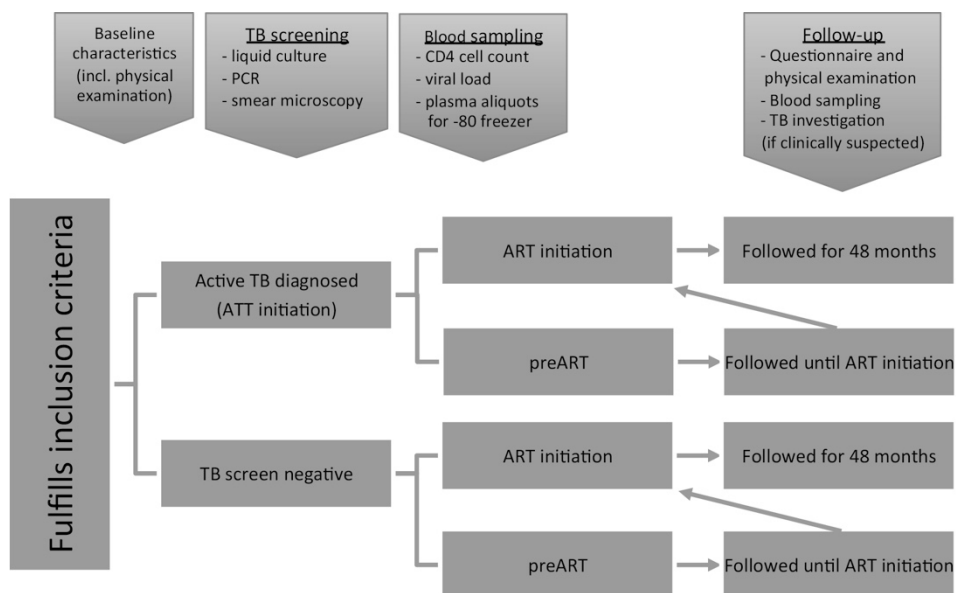 Baseline
characteristics
(incl. physical
examination)
TB screening
- liquid culture
- PCR
- smear microscopy
Blood sampling
- CD4 cell count
- viral load
- plasma aliquots
for -80 freezer
Follow-up
- Questionnaire and
physical examination
- Blood sampling
- TB investigation
(if clinically suspected)
Fulfills inclusion criteria
Active TB diagnosed
(ATT initiation)
ART initiation
Followed for 48 months
preART
Followed until ART initiation
TB screen negative
ART initiation
Followed for 48 months
preART
Followed until ART initiation